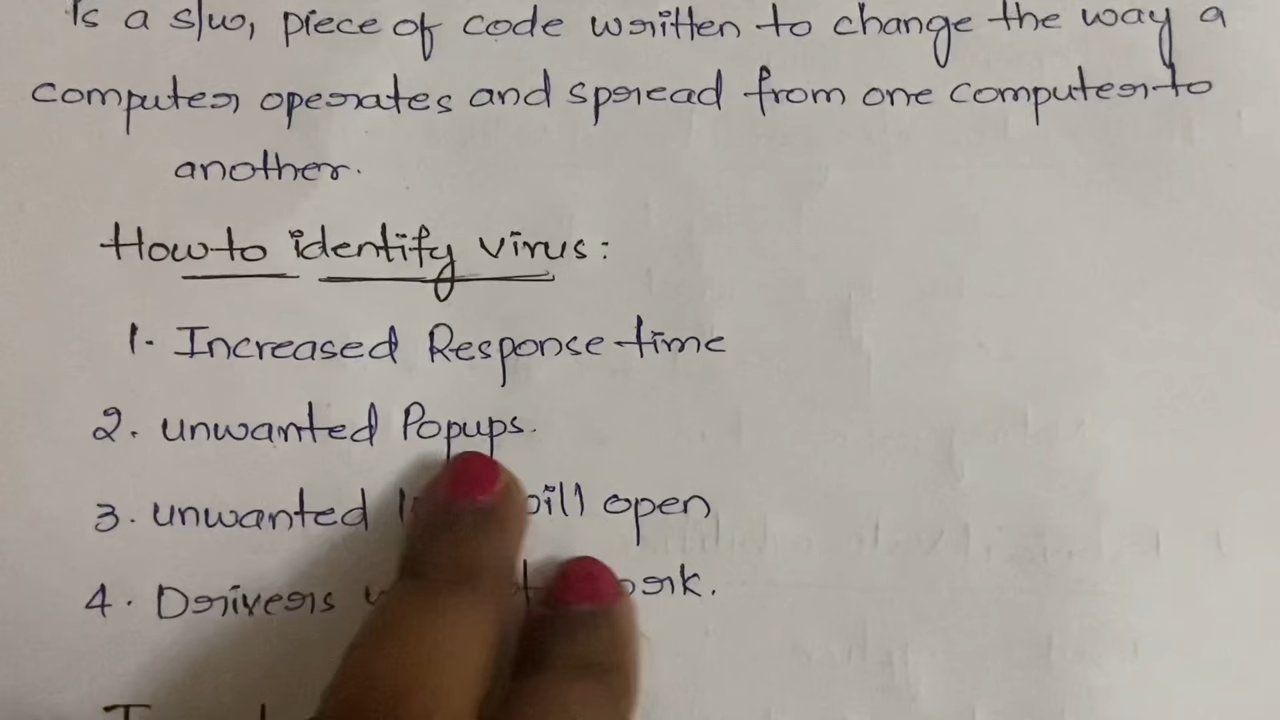 Is a s/w, piece of code written to change the way a
computer operates and spread from one computer to
another.
How to identify virus:
1. Increased Response time
2. unwanted Popups.
3. unwanted will open
4. Drivers work.